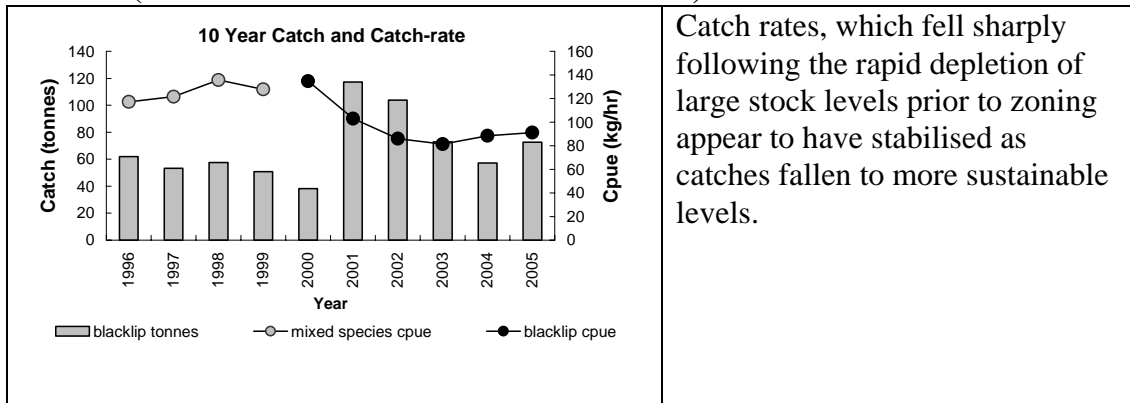 10 Year Catch and Catch-rate
140
120
100
80
60
40
20
0
Catch (tonnes)
160
140
120
100
80
60
40
20
0
Cpue (kg/hr)
1996
1997
1998
1999
2000
2001
2002
2003
2004
2005
Year
blacklip tonnes
mixed species cpue
blacklip cpue
Catch rates, which fell sharply
following the rapid depletion of
large stock levels prior to zoning
appear to have stabilised as
catches fallen to more sustainable
levels.